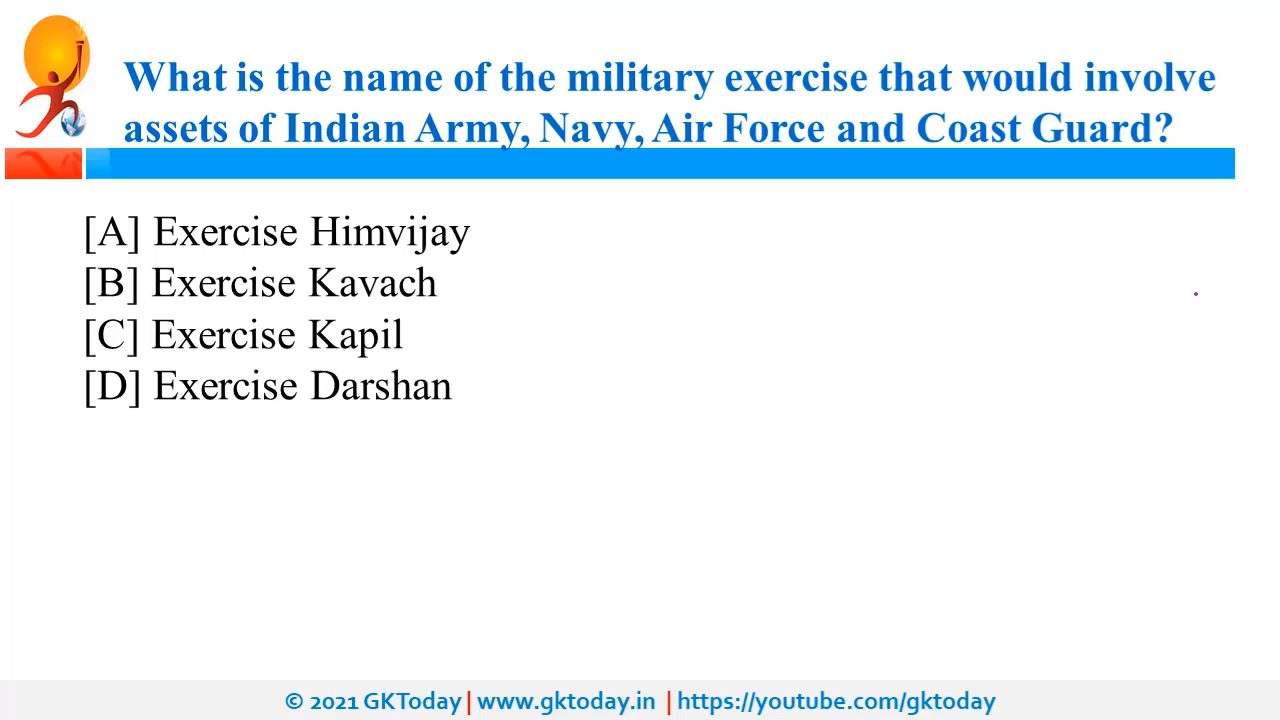 What is the name of the military exercise that would involve
assets of Indian Army, Navy, Air Force and Coast Guard?
[A] Exercise Himvijay
[B] Exercise Kavach
[C] Exercise Kapil
[D] Exercise Darshan
© 2021 GKToday | www.gktoday.in | https://youtube.com/gktoday